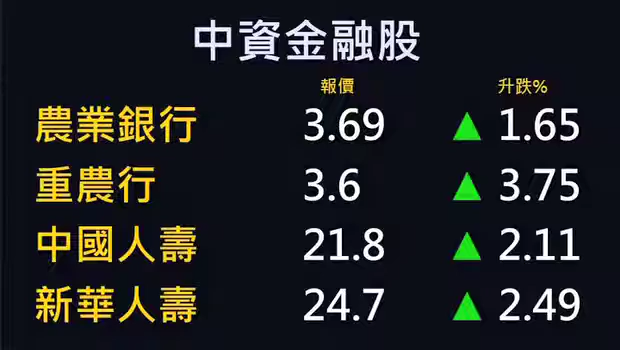 中資金融股
報價 升跌%
農業銀行 3.69 ▲ 1.65
重農行 3.6 ▲ 3.75
中國人壽 21.8 ▲ 2.11
新華人壽 24.7 ▲ 2.49